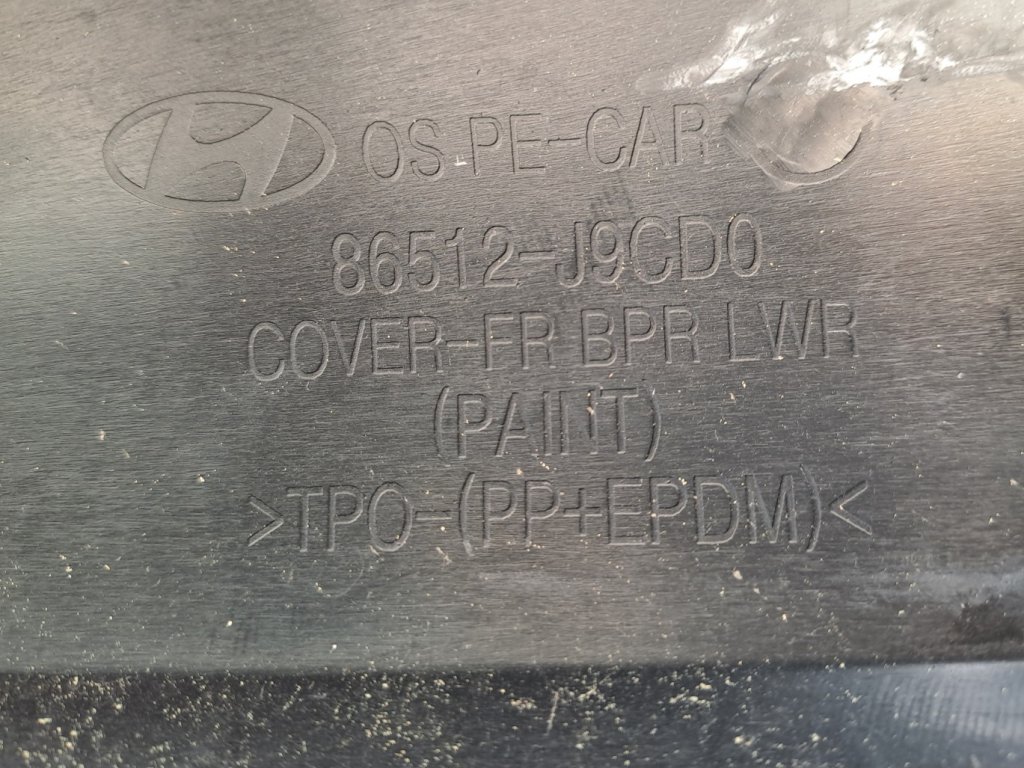 OS PE-CAR
86512-J9CD0
COVER-FR BPR LWR
(PAINT)
>TPO-(PP+EPDM)<